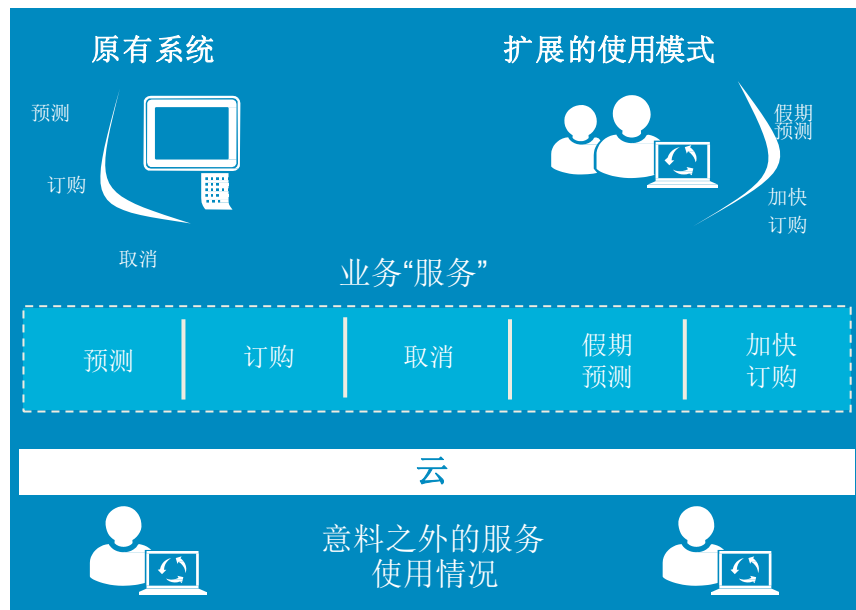 原有系统
扩展的使用模式
预测
订购
取消
假期
预测
加快
订购
业务“服务”
预测
订购
取消
假期
预测
加快
订购
云
意料之外的服务
使用情况